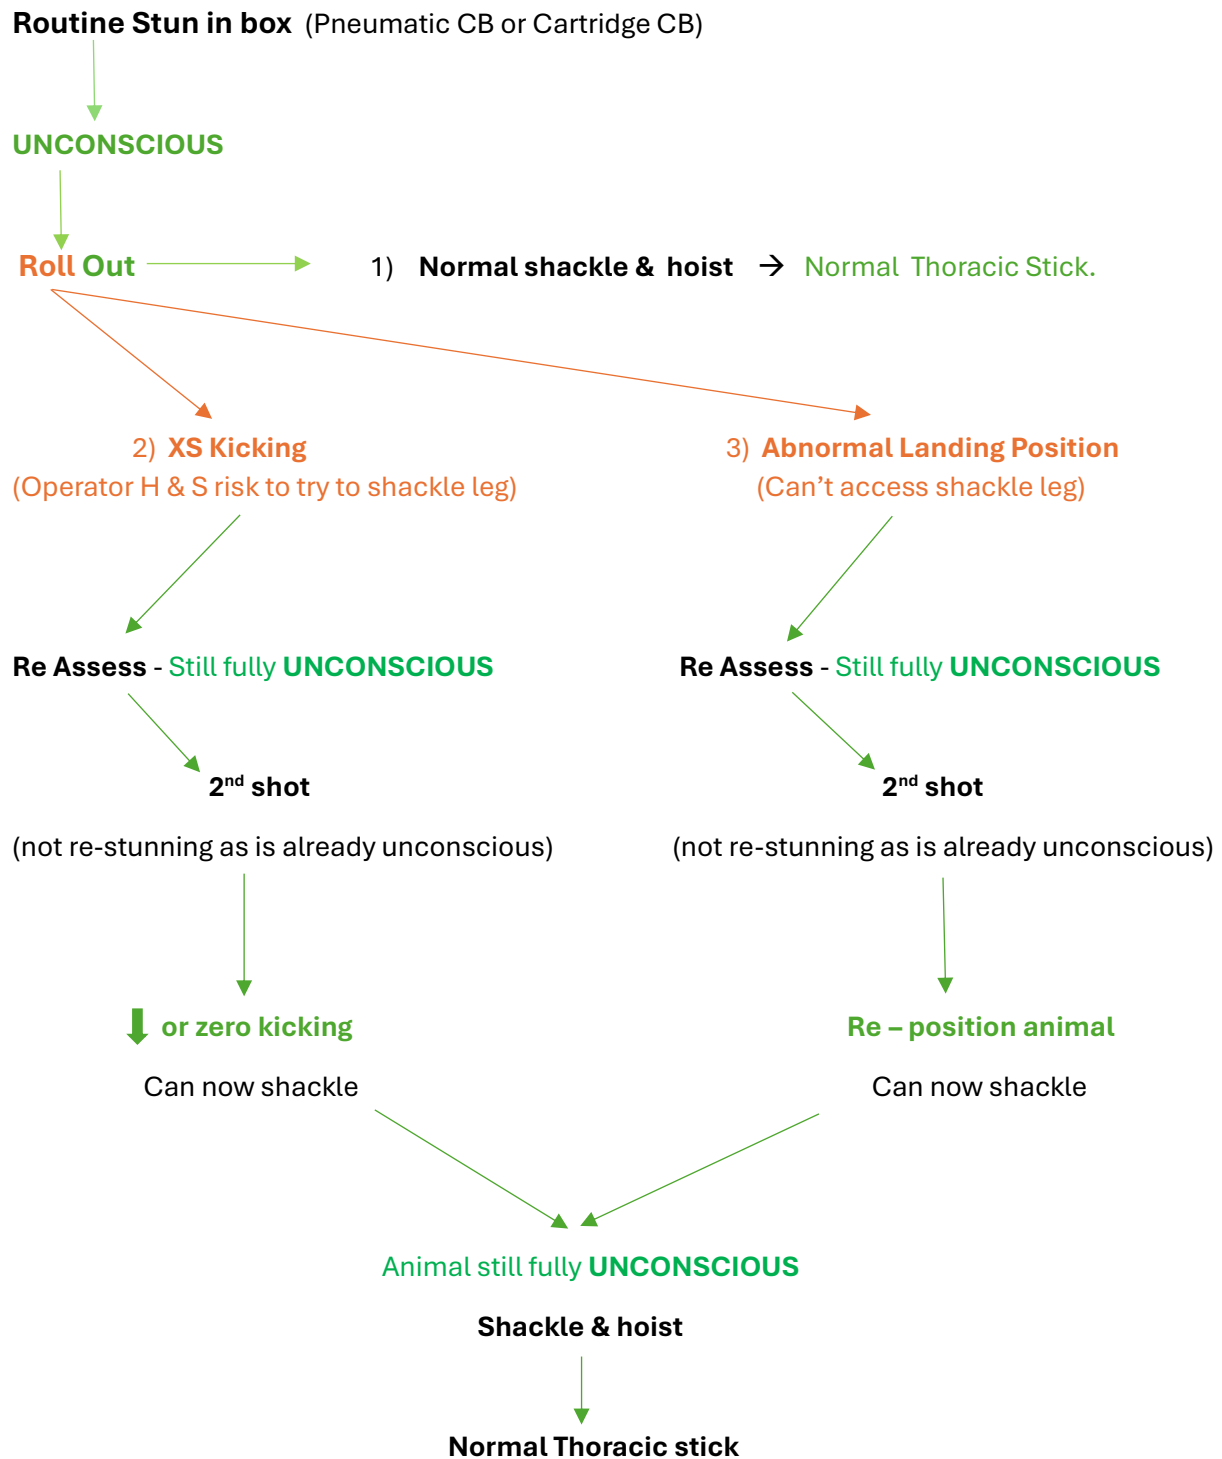 Routine Stun in box (Pneumatic CB or Cartridge CB)
UNCONSCIOUS
Roll Out
1) Normal shackle & hoist → Normal Thoracic Stick.
2) XS Kicking
(Operator H & S risk to try to shackle leg)
3) Abnormal Landing Position
(Can't access shackle leg)
Re Assess - Still fully UNCONSCIOUS
Re Assess - Still fully UNCONSCIOUS
2nd shot
2nd shot
(not re-stunning as is already unconscious)
(not re-stunning as is already unconscious)
or zero kicking
Re – position animal
Can now shackle
Can now shackle
Animal still fully UNCONSCIOUS
Shackle & hoist
Normal Thoracic stick